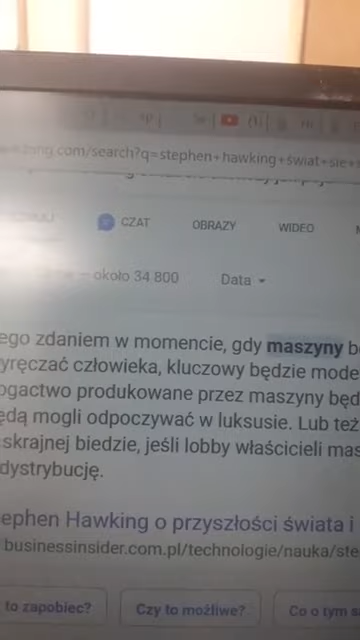 .com/search?q=stephen+hawking+świat+sie+s
CZAT OBRAZY WIDEO
około 34 800 Data
ego zdaniem w momencie, gdy maszyny b
yręczać człowieka, kluczowy będzie mode
ogactwo produkowane przez maszyny będ
ędą mogli odpoczywać w luksusie. Lub też
skrajnej biedzie, jeśli lobby właścicieli mas
dystrybucję.
ephen Hawking o przyszłości świata i
businessinsider.com.pl/technologie/nauka/ste
to zapobiec? Czy to możliwe? Co o tym s